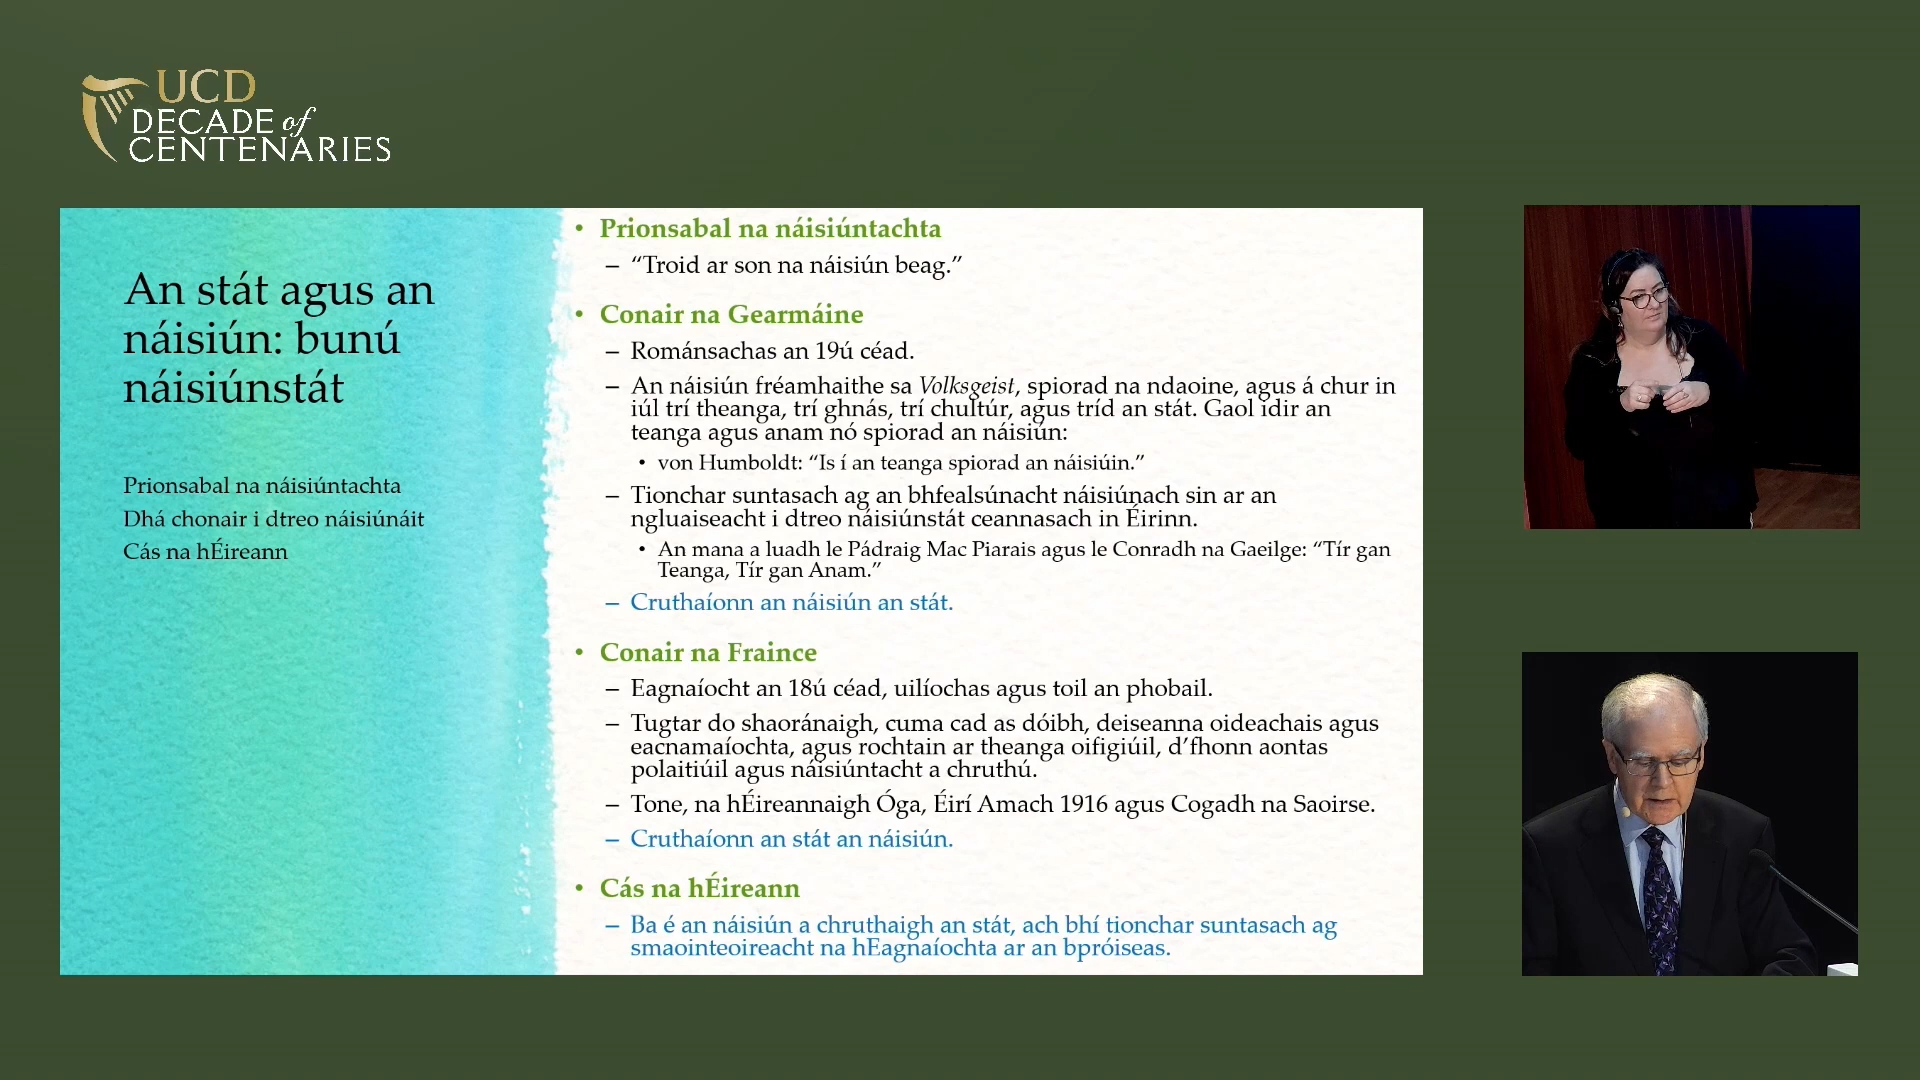 UCD
DECADE of
CENTENARIES
An stát agus an
náisiún: bunú
náisiúnstát
Prionsabal na náisiúntachta
Dhá chonair i dtreo náisiúnáit
Cás na hÉireann
• Prionsabal na náisiúntachta
– “Troid ar son na náisiún beag.”
• Conair na Gearmáine
– Románsachas an 19ú céad.
– An náisiún fréamhaithe sa Volksgeist, spiorad na ndaoine, agus á chur in
iúl trí theanga, trí ghnás, trí chultúr, agus tríd an stát. Gaol idir an
teanga agus anam nó spiorad an náisiún:
• von Humboldt: “Is í an teanga spiorad an náisiúin.”
– Tionchar suntasach ag an bhfealsúnacht náisiúnach sin ar an
ngluaiseacht i dtreo náisiúnstát ceannasach in Éirinn.
• An mana a luadh le Pádraig Mac Piarais agus le Conradh na Gaeilge: “Tír gan
Teanga, Tír gan Anam.”
– Cruthaíonn an náisiún an stát.
• Conair na Fraince
– Eagnaíocht an 18ú céad, uilíochas agus toil an phobail.
– Tugtar do shaoránaigh, cuma cad as dóibh, deiseanna oideachais agus
eacnamaíochta, agus rochtain ar theanga oifigiúil, d’fhonn aontas
polaitiúil agus náisiúntacht a chruthú.
– Tone, na hÉireannaigh Óga, Éirí Amach 1916 agus Cogadh na Saoirse.
– Cruthaíonn an stát an náisiún.
• Cás na hÉireann
– Ba é an náisiún a chruthaigh an stát, ach bhí tionchar suntasach ag
smaointeoireacht na hEagnaíochta ar an bpróiseas.